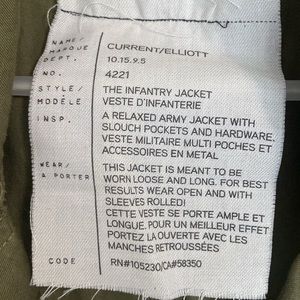 NAME/ MARQUE CURRENT/ELLIOTT
DEPT. 10.15.9.5
NO. 4221
STYLE/ MODÈLE THE INFANTRY JACKET
VESTE D'INFANTERIE
INSP. A RELAXED ARMY JACKET WITH
SLOUCH POCKETS AND HARDWARE.
VESTE MILITAIRE MULTI POCHES ET
ACCESSOIRES EN METAL
WEAR/ A PORTER THIS JACKET IS MEANT TO BE
WORN LOOSE AND LONG. FOR BEST
RESULTS WEAR OPEN AND WITH
SLEEVES ROLLED!
CETTE VESTE SE PORTE AMPLE ET
LONGUE. POUR UN MEILLEUR LOOK,
PORTEZ LA OUVERTE AVEC LES
MANCHES RETROUSSÉES
CODE RN#105230/CA#58350